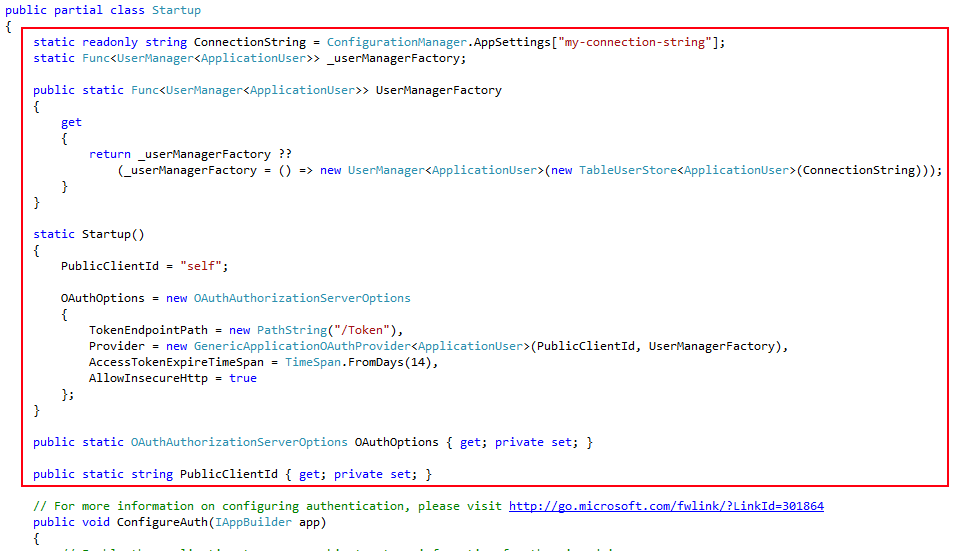 public partial class Startup
{
static readonly string ConnectionString = ConfigurationManager.AppSettings["my-connection-string"];
static Func<UserManager<ApplicationUser>> _userManagerFactory;
public static Func<UserManager<ApplicationUser>> UserManagerFactory
{
get
{
return _userManagerFactory ??
(_userManagerFactory = () => new UserManager<ApplicationUser>(new TableUserStore<ApplicationUser>(ConnectionString)));
}
}
static Startup()
{
PublicClientId = "self";
OAuthOptions = new OAuthAuthorizationServerOptions
{
TokenEndpointPath = new PathString("/Token"),
Provider = new GenericApplicationOAuthProvider<ApplicationUser>(PublicClientId, UserManagerFactory),
AccessTokenExpireTimeSpan = TimeSpan.FromDays(14),
AllowInsecureHttp = true
};
}
public static OAuthAuthorizationServerOptions OAuthOptions { get; private set; }
public static string PublicClientId { get; private set; }
// For more information on configuring authentication, please visit http://go.microsoft.com/fwlink/?LinkId=301864
public void ConfigureAuth(IAppBuilder app)
{